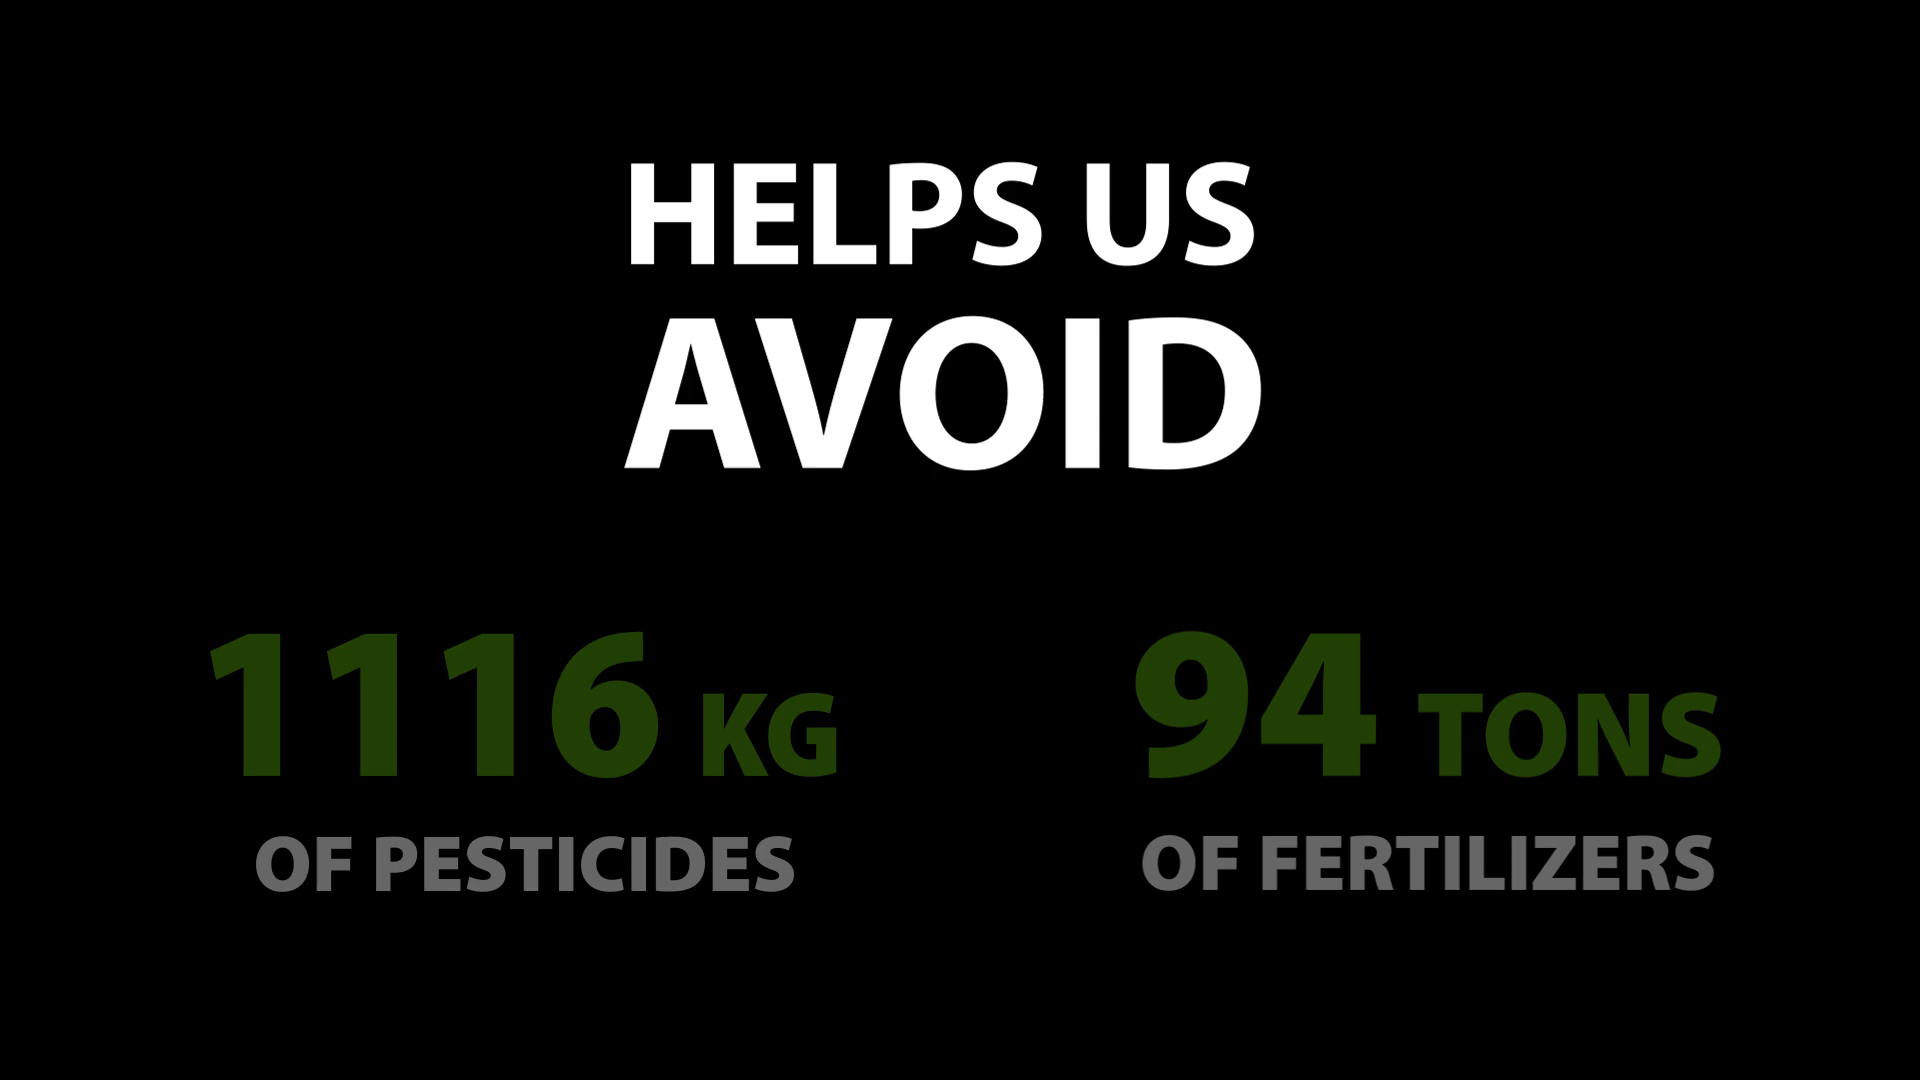 HELPS US
AVOID
1116 KG
OF PESTICIDES
94 TONS
OF FERTILIZERS